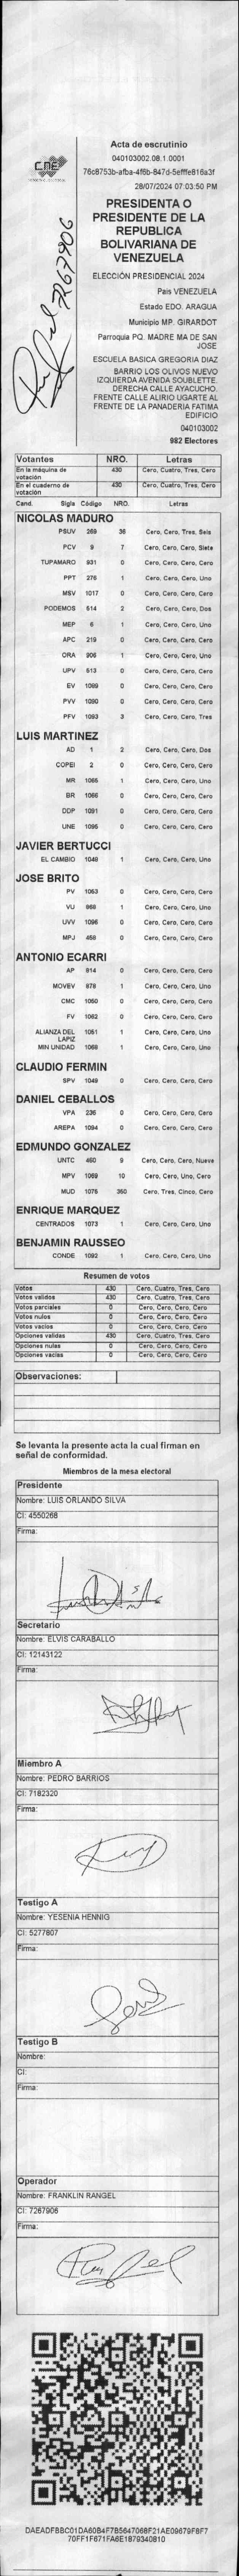 CNE
Acta de escrutinio
040103002.08.1.0001
76c8753b-afba-4f6b-847d-5efffe816a3f
28/07/2024 07:03:50 PM
PRESIDENTA O
PRESIDENTE DE LA
REPUBLICA
BOLIVARIANA DE
VENEZUELA
ELECCIÓN PRESIDENCIAL 2024
País VENEZUELA
Estado EDO. ARAGUA
Municipio MP. GIRARDOT
Parroquia PQ. MADRE MA DE SAN
JOSE
ESCUELA BASICA GREGORIA DIAZ
BARRIO LOS OLIVOS NUEVO
IZQUIERDA AVENIDA SOUBLETTE.
DERECHA CALLE AYACUCHO.
FRENTE CALLE ALIRIO UGARTE AL
FRENTE DE LA PANADERIA FATIMA
EDIFICIO
040103002
982 Electores
7267906
Votantes NRO. Letras
En la máquina de votación 430 Cero, Cuatro, Tres, Cero
En el cuaderno de votación 430 Cero, Cuatro, Tres, Cero
Cand. Sigla Código NRO. Letras
NICOLAS MADURO
PSUV 269 36 Cero, Cero, Tres, Seis
PCV 9 7 Cero, Cero, Cero, Siete
TUPAMARO 931 0 Cero, Cero, Cero, Cero
PPT 276 1 Cero, Cero, Cero, Uno
MSV 1017 0 Cero, Cero, Cero, Cero
PODEMOS 514 2 Cero, Cero, Cero, Dos
MEP 6 1 Cero, Cero, Cero, Uno
APC 219 0 Cero, Cero, Cero, Cero
ORA 906 1 Cero, Cero, Cero, Uno
UPV 513 0 Cero, Cero, Cero, Cero
EV 1089 0 Cero, Cero, Cero, Cero
PVV 1090 0 Cero, Cero, Cero, Cero
PFV 1093 3 Cero, Cero, Cero, Tres
LUIS MARTINEZ
AD 1 2 Cero, Cero, Cero, Dos
COPEI 2 0 Cero, Cero, Cero, Cero
MR 1065 1 Cero, Cero, Cero, Uno
BR 1066 0 Cero, Cero, Cero, Cero
DDP 1091 0 Cero, Cero, Cero, Cero
UNE 1095 0 Cero, Cero, Cero, Cero
JAVIER BERTUCCI
EL CAMBIO 1048 1 Cero, Cero, Cero, Uno
JOSE BRITO
PV 1053 0 Cero, Cero, Cero, Cero
VU 868 1 Cero, Cero, Cero, Uno
UVV 1096 0 Cero, Cero, Cero, Cero
MPJ 458 0 Cero, Cero, Cero, Cero
ANTONIO ECARRI
AP 814 0 Cero, Cero, Cero, Cero
MOVEV 878 1 Cero, Cero, Cero, Uno
CMC 1050 0 Cero, Cero, Cero, Cero
FV 1062 0 Cero, Cero, Cero, Cero
ALIANZA DEL LAPIZ 1051 1 Cero, Cero, Cero, Uno
MIN UNIDAD 1068 1 Cero, Cero, Cero, Uno
CLAUDIO FERMIN
SPV 1049 0 Cero, Cero, Cero, Cero
DANIEL CEBALLOS
VPA 236 0 Cero, Cero, Cero, Cero
AREPA 1094 0 Cero, Cero, Cero, Cero
EDMUNDO GONZALEZ
UNTC 460 9 Cero, Cero, Cero, Nueve
MPV 1069 10 Cero, Cero, Uno, Cero
MUD 1075 350 Cero, Tres, Cinco, Cero
ENRIQUE MARQUEZ
CENTRADOS 1073 1 Cero, Cero, Cero, Uno
BENJAMIN RAUSSEO
CONDE 1092 1 Cero, Cero, Cero, Uno
Resumen de votos
Votos 430 Cero, Cuatro, Tres, Cero
Votos validos 430 Cero, Cuatro, Tres, Cero
Votos parciales 0 Cero, Cero, Cero, Cero
Votos nulos 0 Cero, Cero, Cero, Cero
Votos vacios 0 Cero, Cero, Cero, Cero
Opciones validas 430 Cero, Cuatro, Tres, Cero
Opciones nulas 0 Cero, Cero, Cero, Cero
Opciones vacias 0 Cero, Cero, Cero, Cero
Observaciones:
Se levanta la presente acta la cual firman en
señal de conformidad.
Miembros de la mesa electoral
Presidente
Nombre: LUIS ORLANDO SILVA
CI: 4550268
Firma:
Secretario
Nombre: ELVIS CARABALLO
CI: 12143122
Firma:
Miembro A
Nombre: PEDRO BARRIOS
CI: 7182320
Firma:
Testigo A
Nombre: YESENIA HENNIG
CI: 5277807
Firma:
Testigo B
Nombre:
CI:
Firma:
Operador
Nombre: FRANKLIN RANGEL
CI: 7267906
Firma:
DAEADFBBC01DA60B4F7B5647068F21AE09679F8F7
70FF1F671FA6E1879340810